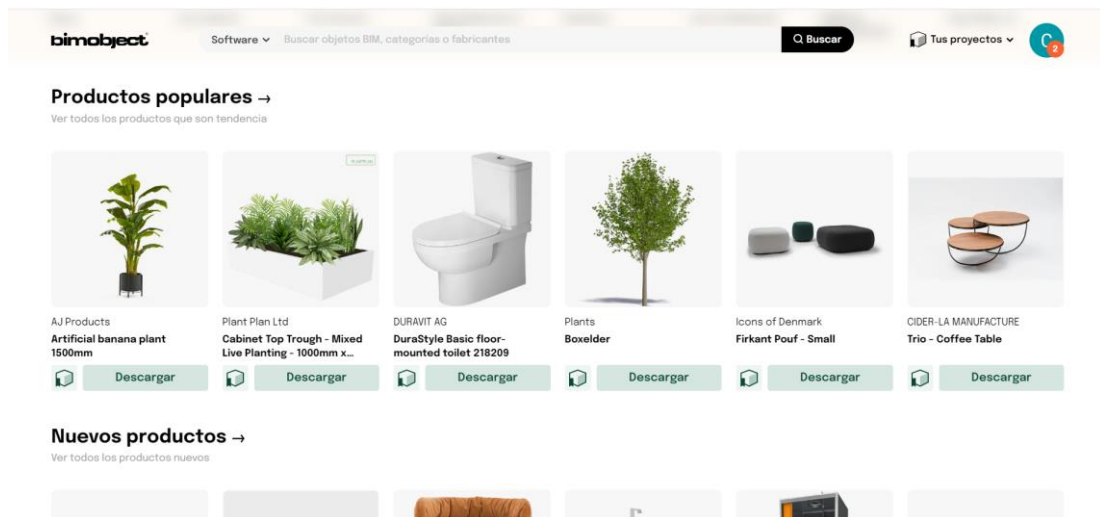 bimobject
Software
Buscar objetos BIM, categorías o fabricantes
Buscar
Tus proyectos
C
2
Productos populares →
Ver todos los productos que son tendencia
AJ Products
Artificial banana plant
1500mm
Descargar
Plant Plan Ltd
Cabinet Top Trough - Mixed
Live Planting - 1000mm x...
Descargar
DURAVIT AG
DuraStyle Basic floor-
mounted toilet 218209
Descargar
Plants
Boxelder
Descargar
Icons of Denmark
Firkant Pouf - Small
Descargar
CIDER-LA MANUFACTURE
Trio - Coffee Table
Descargar
Nuevos productos →
Ver todos los productos nuevos